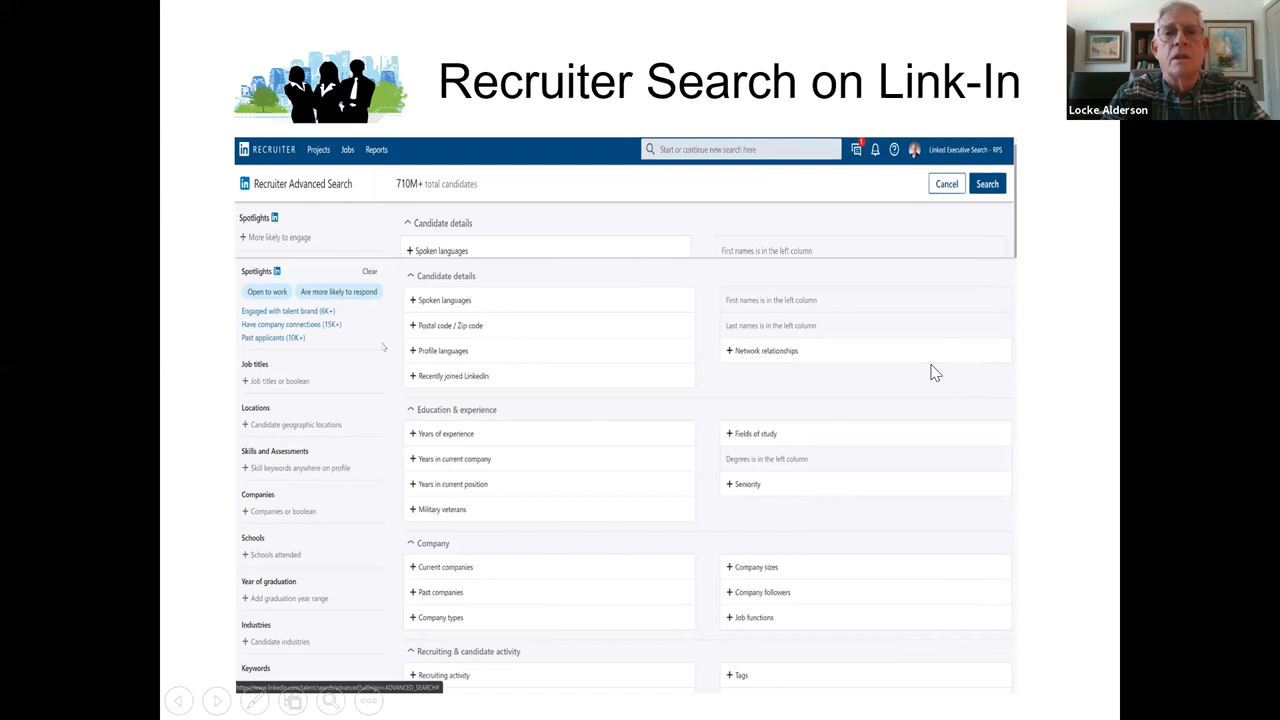 Recruiter Search on Link-In
Locke Alderson
in RECRUITER Projects Jobs Reports Start or continue new search here 1 Linked Executive Search - RPS
in Recruiter Advanced Search 710M+ total candidates Cancel Search
Spotlights in
+ More likely to engage
Candidate details
+ Spoken languages First names is in the left column
Spotlights in Clear
Open to work Are more likely to respond
Engaged with talent brand (6K+)
Have company connections (15K+)
Past applicants (10K+)
Job titles
+ Job titles or boolean
Locations
+ Candidate geographic locations
Skills and Assessments
+ Skill keywords anywhere on profile
Companies
+ Companies or boolean
Schools
+ Schools attended
Year of graduation
+ Add graduation year range
Industries
+ Candidate industries
Keywords
Candidate details
+ Spoken languages First names is in the left column
+ Postal code / Zip code Last names is in the left column
+ Profile languages + Network relationships
+ Recently joined LinkedIn
Education & experience
+ Years of experience + Fields of study
+ Years in current company Degrees is in the left column
+ Years in current position + Seniority
+ Military veterans
Company
+ Current companies + Company sizes
+ Past companies + Company followers
+ Company types + Job functions
Recruiting & candidate activity
+ Recruiting activity + Tags